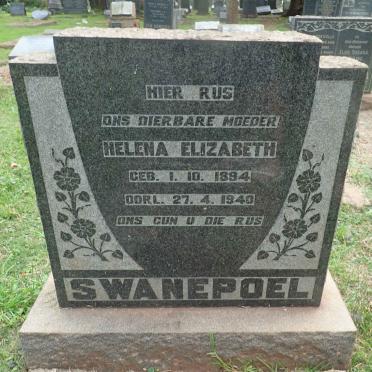 HIER RUS
ONS DIERBARE MOEDER
HELENA ELIZABETH
GEB. 1. 10. 1894
OORL. 27. 4. 1940
ONS GUN U DIE RUS
SWANEPOEL